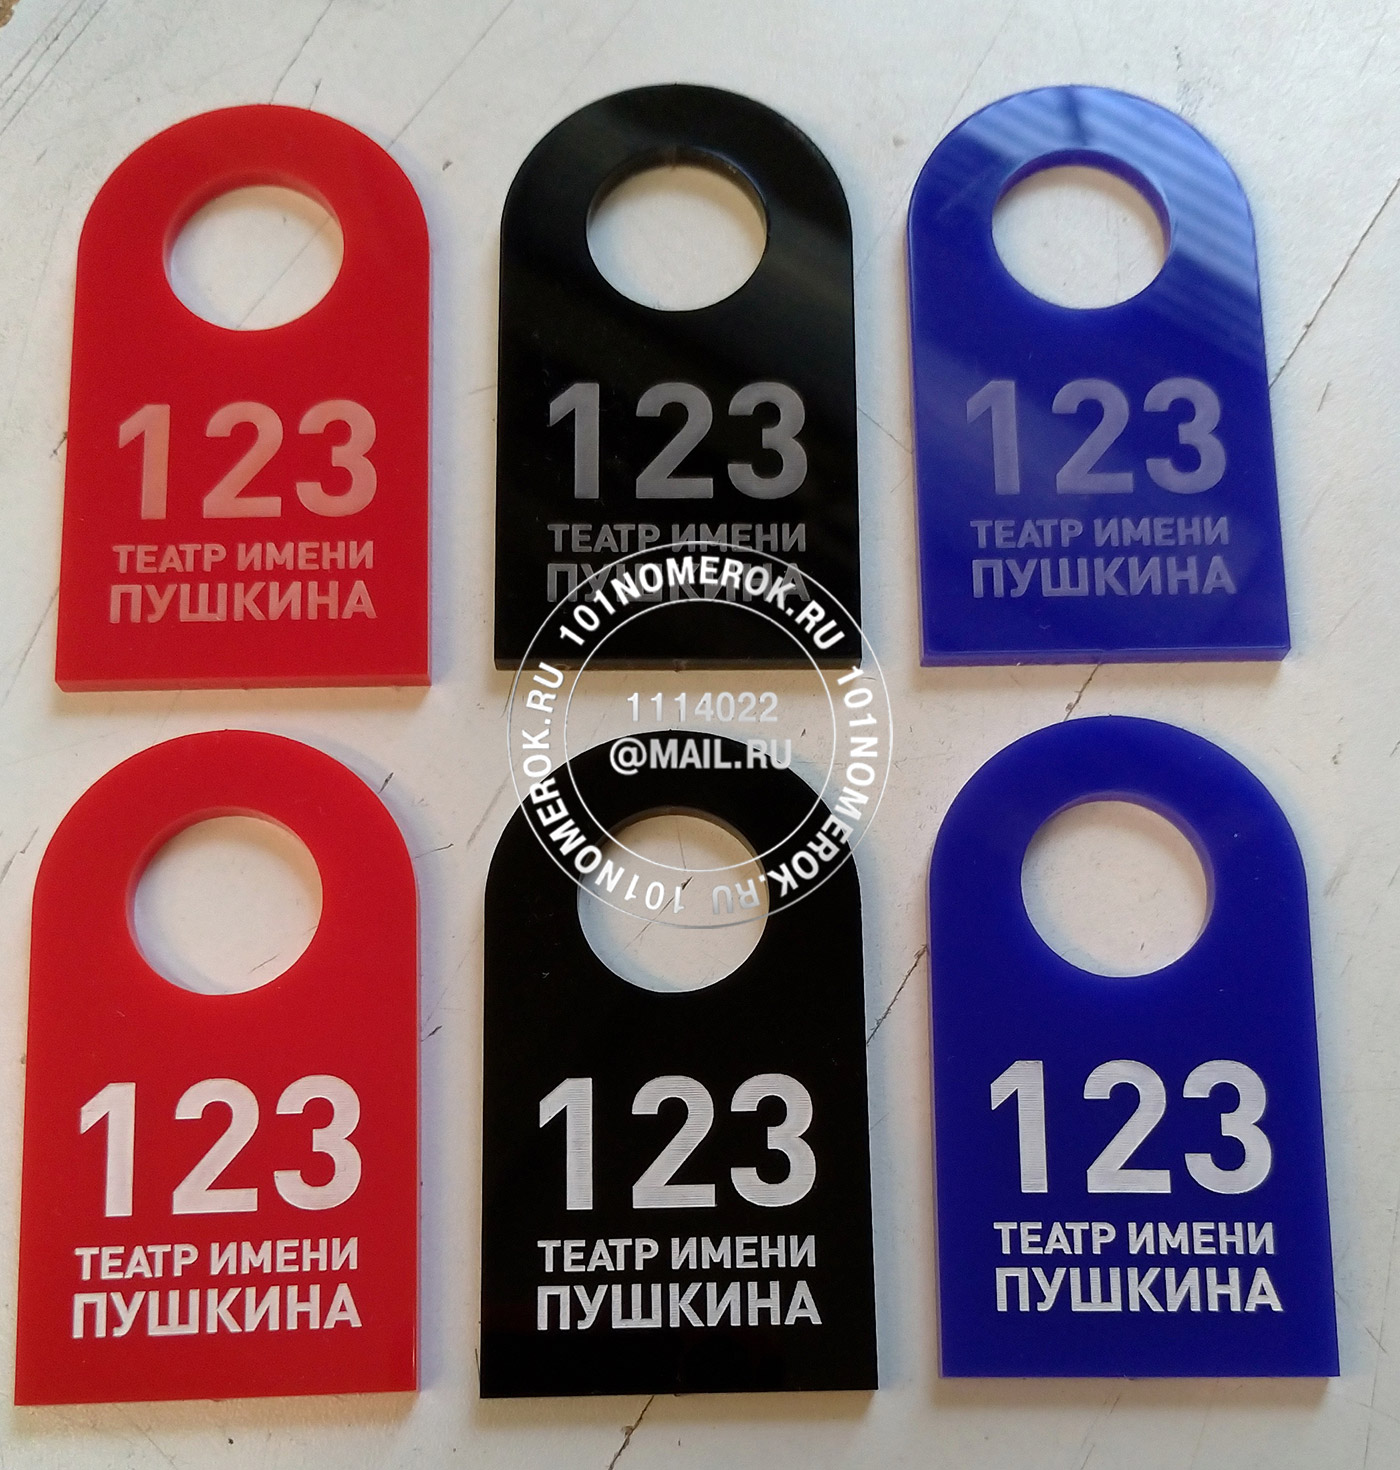 123
ТЕАТР ИМЕНИ
ПУШКИНА
123
ТЕАТР ИМЕНИ
ПУШКИНА
123
ТЕАТР ИМЕНИ
ПУШКИНА
101NOMEROK.RU 101NOMEROK.RU 101NOMEROK.RU
1114022
@MAIL.RU
123
ТЕАТР ИМЕНИ
ПУШКИНА
123
ТЕАТР ИМЕНИ
ПУШКИНА
123
ТЕАТР ИМЕНИ
ПУШКИНА